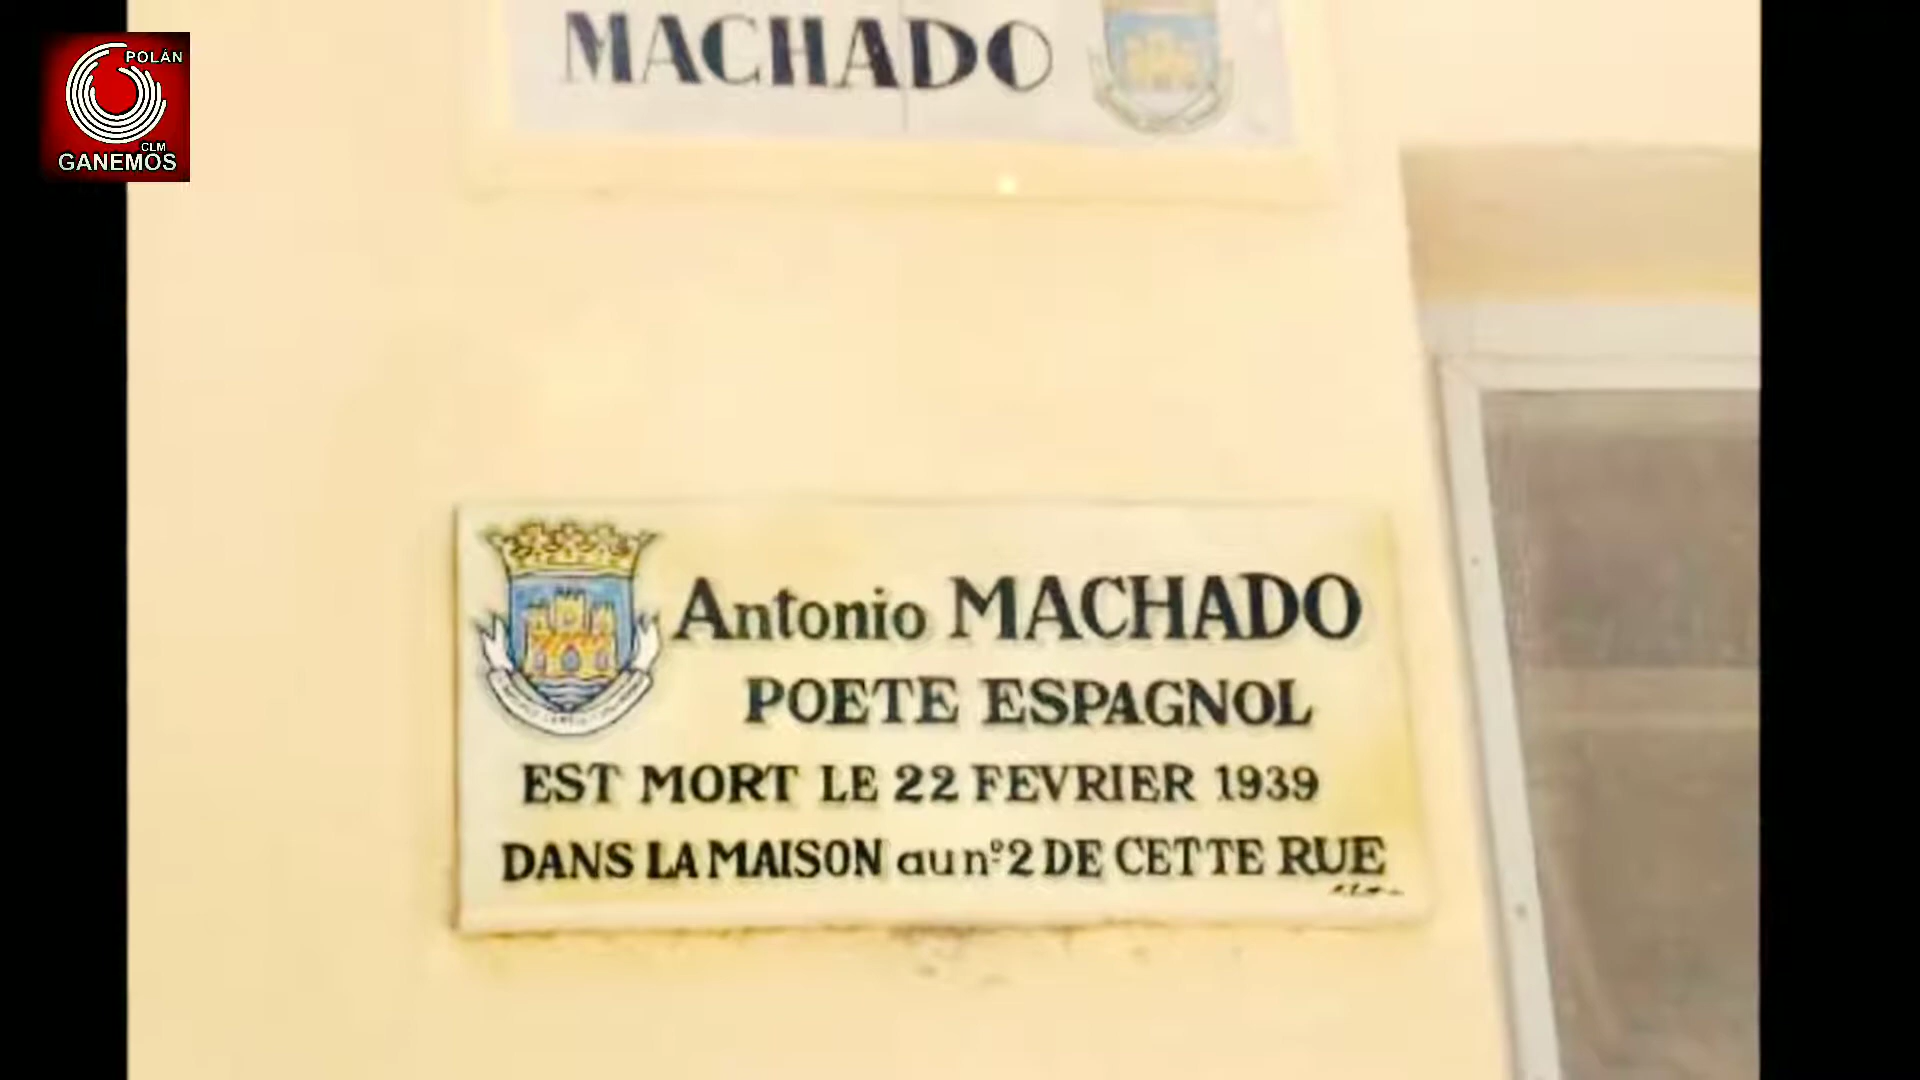 MACHADO
POLÁN
CLM
GANEMOS
Antonio MACHADO
POETE ESPAGNOL
EST MORT LE 22 FEVRIER 1939
DANS LA MAISON au nº2 DE CETTE RUE